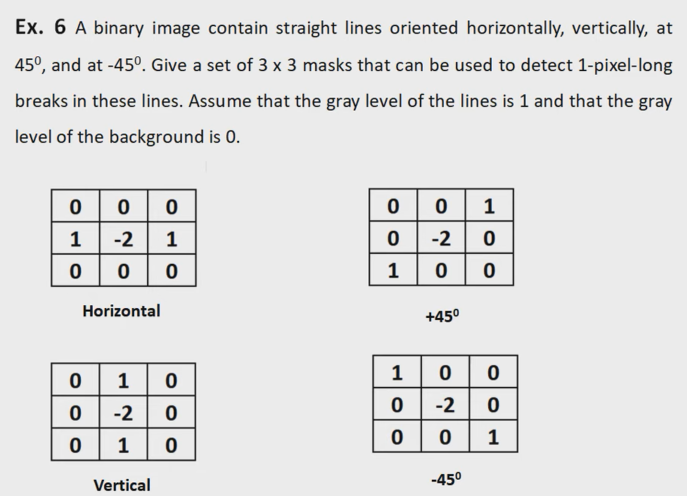 Ex. 6 A binary image contain straight lines oriented horizontally, vertically, at
45⁰, and at -45⁰. Give a set of 3 x 3 masks that can be used to detect 1-pixel-long
breaks in these lines. Assume that the gray level of the lines is 1 and that the gray
level of the background is 0.
0 0 0
1 -2 1
0 0 0
Horizontal
0 0 1
0 -2 0
1 0 0
+45⁰
0 1 0
0 -2 0
0 1 0
Vertical
1 0 0
0 -2 0
0 0 1
-45⁰